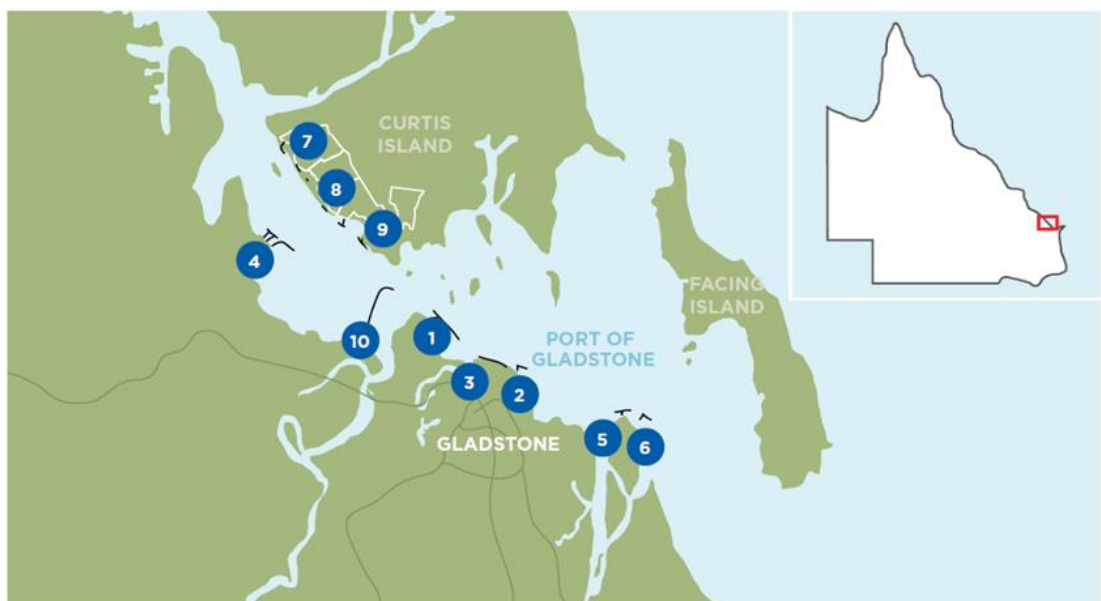 CURTIS
ISLAND
7
8
9
4
FACING
ISLAND
10
1
PORT OF
GLADSTONE
3
2
GLADSTONE
5
6